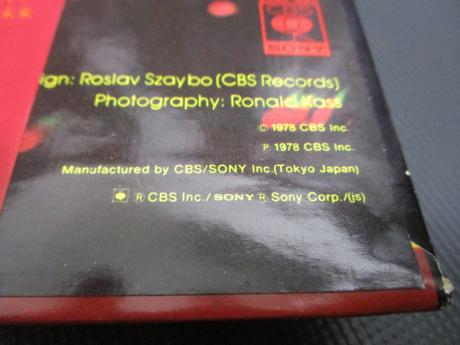 CBS
SONY
ign: Roslav Szaybo (CBS Records)
Photography: Ronald Kass
C 1978 CBS Inc.
P 1978 CBS Inc.
Manufactured by CBS/SONY Inc.(Tokyo Japan)
R CBS Inc./ SONY R Sony Corp./(js)